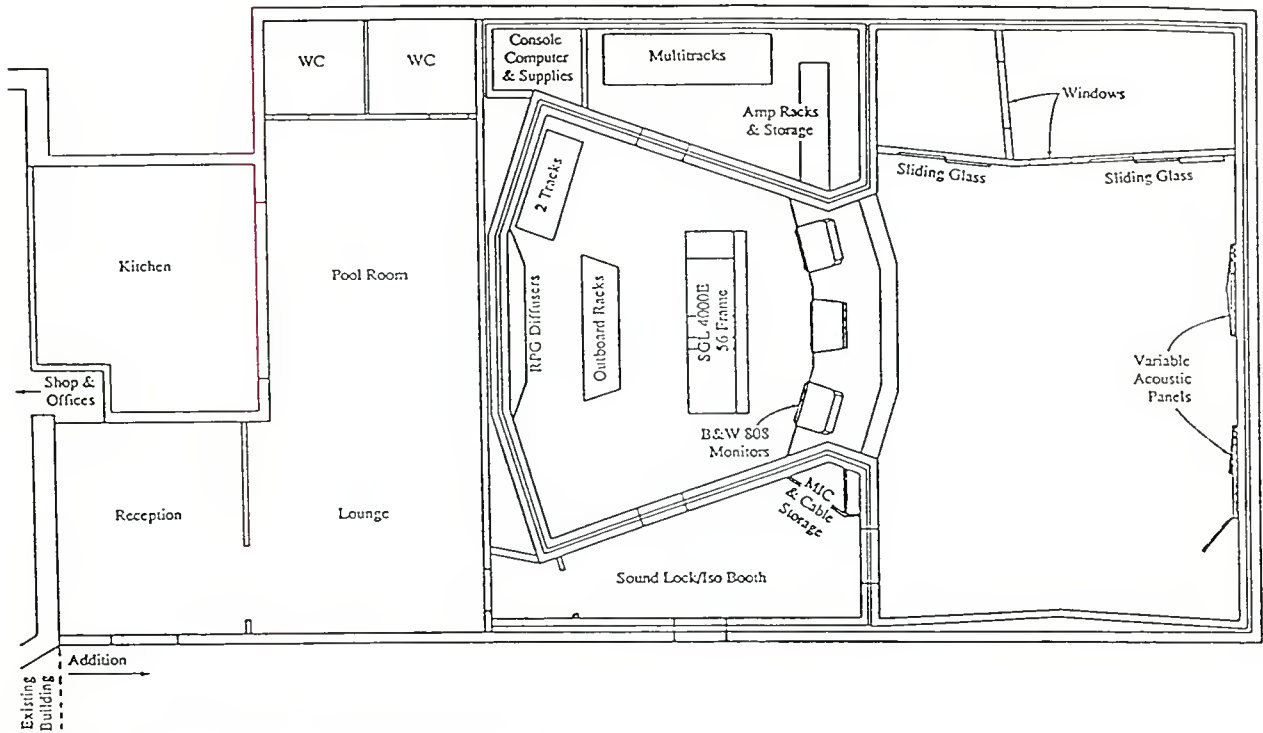 WC
WC
Console
Computer
& Supplies
Multitracks
Amp Racks
& Storage
Windows
Sliding Glass
Sliding Glass
2 Tracks
Kitchen
Pool Room
RPG Diffusers
Outboard Racks
SGL 4000E
56 Frame
Variable
Acoustic
Panels
Shop &
Offices
B&W 808
Monitors
MIC
& Cable
Storage
Reception
Lounge
Sound Lock/Iso Booth
Addition
Existing
Building